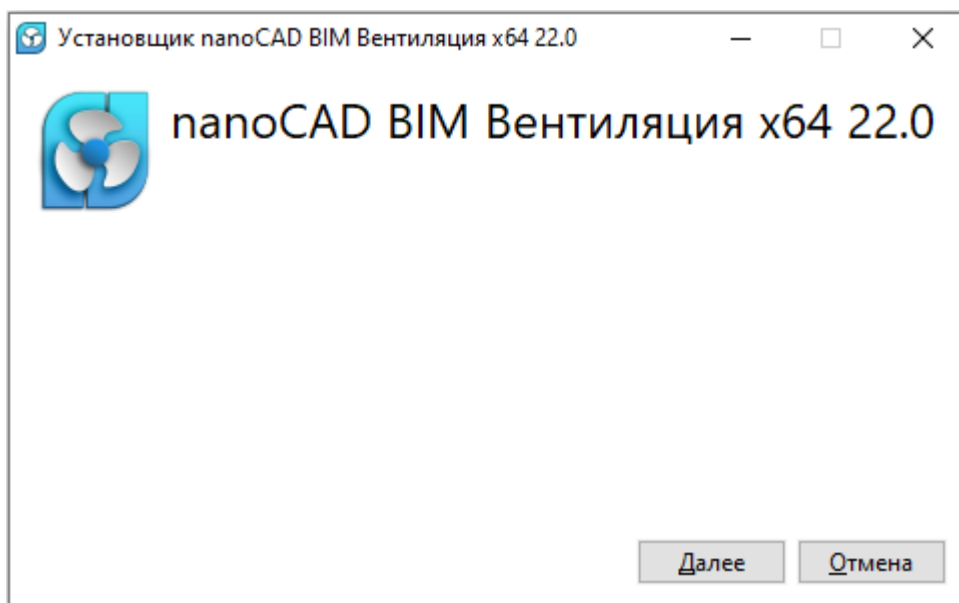 Установщик nanoCAD BIM Вентиляция x64 22.0
nanoCAD BIM Вентиляция x64 22.0
Далее
Отмена